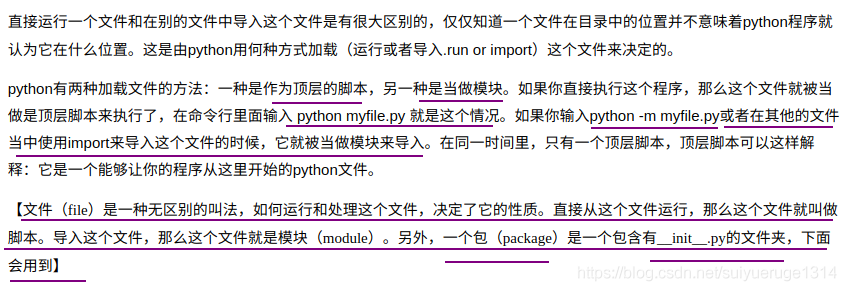 直接运行一个文件和在别的文件中导入这个文件是有很大区别的，仅仅知道一个文件在目录中的位置并不意味着python程序就
认为它在什么位置。这是由python用何种方式加载（运行或者导入.run or import）这个文件来决定的。
python有两种加载文件的方法：一种是作为顶层的脚本，另一种是当做模块。如果你直接执行这个程序，那么这个文件就被当
做是顶层脚本来执行了，在命令行里面输入 python myfile.py 就是这个情况。如果你输入python -m myfile.py或者在其他的文件
当中使用import来导入这个文件的时候，它就被当做模块来导入。在同一时间里，只有一个顶层脚本，顶层脚本可以这样解
释：它是一个能够让你的程序从这里开始的python文件。
【文件（file）是一种无区别的叫法，如何运行和处理这个文件，决定了它的性质。直接从这个文件运行，那么这个文件就叫做
脚本。导入这个文件，那么这个文件就是模块（module）。另外，一个包（package）是一个包含有__init__.py的文件夹，下面
会用到】
https://blog.csdn.net/suiyueruge1314